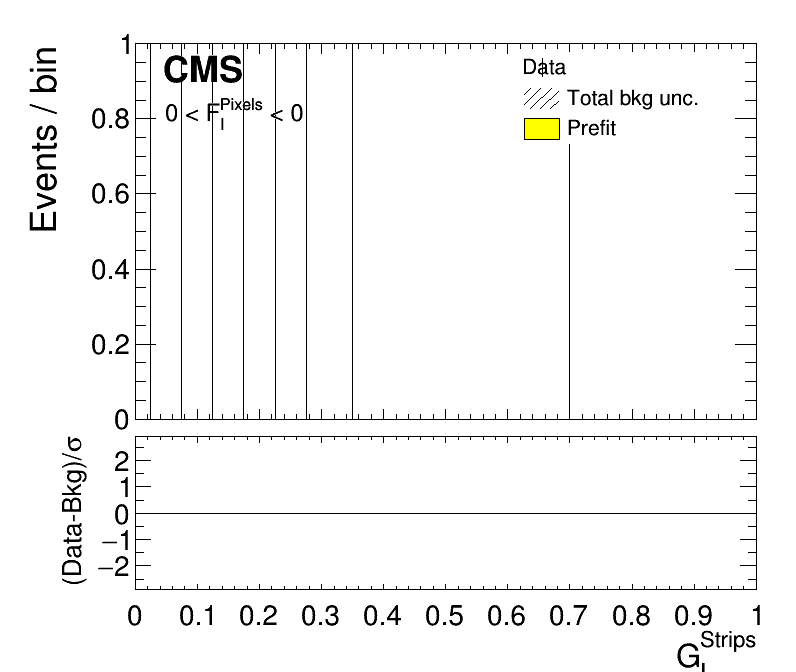 Events / bin
1
0.8
0.6
0.4
0.2
0
CMS
0 < F_I^Pixels < 0
Data
Total bkg unc.
Prefit
(Data-Bkg)/σ
2
1
0
−1
−2
0 0.1 0.2 0.3 0.4 0.5 0.6 0.7 0.8 0.9 1
G_I^Strips